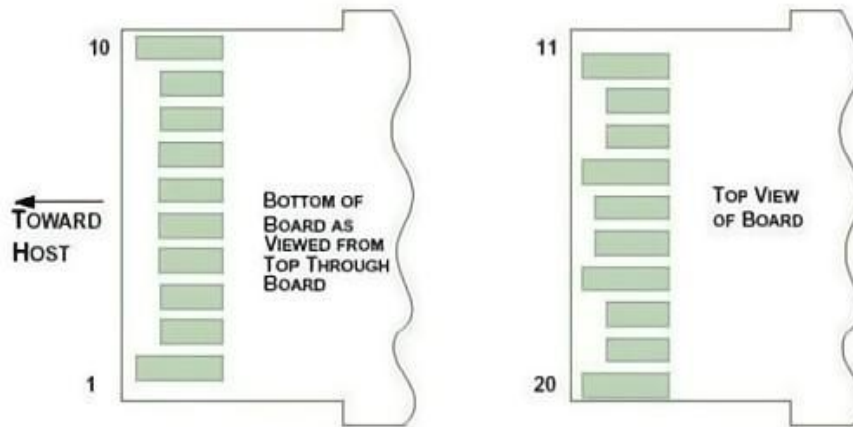 10
TOWARD
HOST
1
BOTTOM OF
BOARD AS
VIEWED FROM
TOP THROUGH
BOARD
11
20
TOP VIEW
OF BOARD